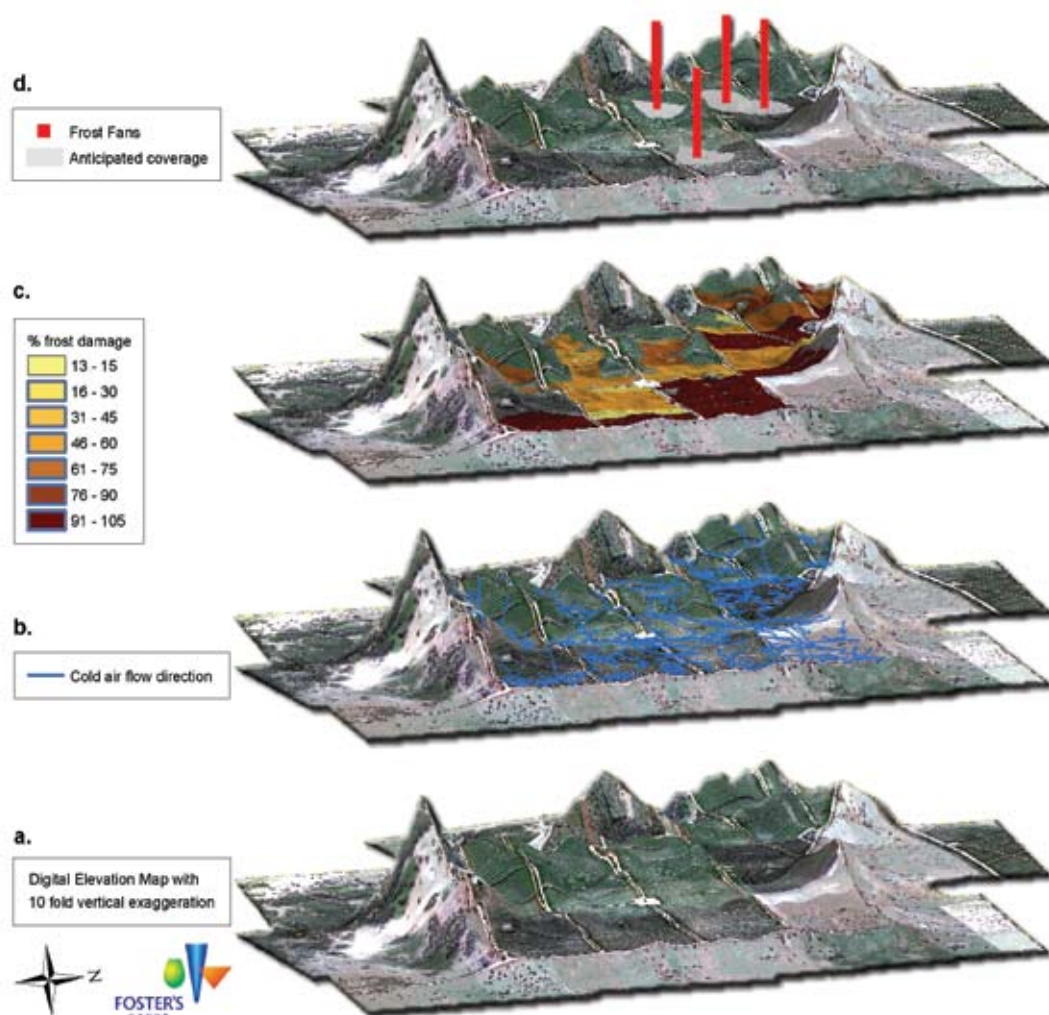 d.
Frost Fans
Anticipated coverage
c.
% frost damage
13 - 15
16 - 30
31 - 45
46 - 60
61 - 75
76 - 90
91 - 105
b.
Cold air flow direction
a.
Digital Elevation Map with
10 fold vertical exaggeration
N
FOSTER'S